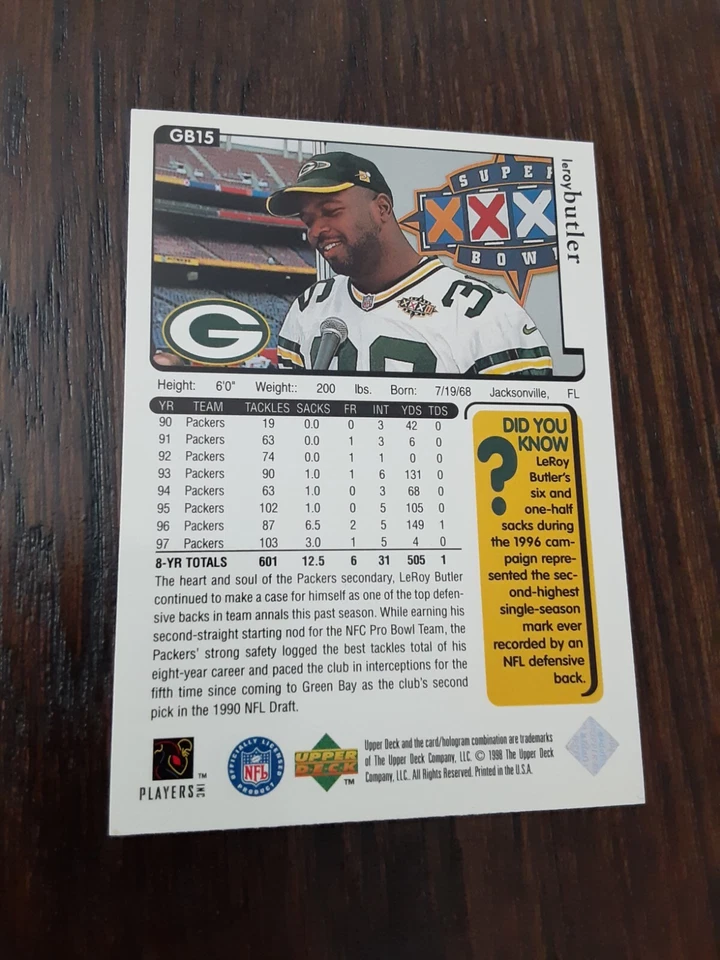 GB15
SUPER
XXX
BOWL
G
36
leroy butler
Height: 6'0" Weight:: 200 lbs. Born: 7/19/68 Jacksonville, FL
YR TEAM TACKLES SACKS FR INT YDS TDS
90 Packers 19 0.0 0 3 42 0
91 Packers 63 0.0 1 3 6 0
92 Packers 74 0.0 1 1 0 0
93 Packers 90 1.0 1 6 131 0
94 Packers 63 1.0 0 3 68 0
95 Packers 102 1.0 0 5 105 0
96 Packers 87 6.5 2 5 149 1
97 Packers 103 3.0 1 5 4 0
8-YR TOTALS 601 12.5 6 31 505 1
The heart and soul of the Packers secondary, LeRoy Butler
continued to make a case for himself as one of the top defen-
sive backs in team annals this past season. While earning his
second-straight starting nod for the NFC Pro Bowl Team, the
Packers' strong safety logged the best tackles total of his
eight-year career and paced the club in interceptions for the
fifth time since coming to Green Bay as the club's second
pick in the 1990 NFL Draft.
DID YOU
KNOW
?
LeRoy
Butler's
six and
one-half
sacks during
the 1996 cam-
paign repre-
sented the sec-
ond-highest
single-season
mark ever
recorded by an
NFL defensive
back.
PLAYERS INC ™
OFFICIALLY LICENSED
NFL
PRODUCT
UPPER
DECK ™
Upper Deck and the card/hologram combination are trademarks
of The Upper Deck Company, LLC. © 1998 The Upper Deck
Company, LLC. All Rights Reserved. Printed in the U.S.A.